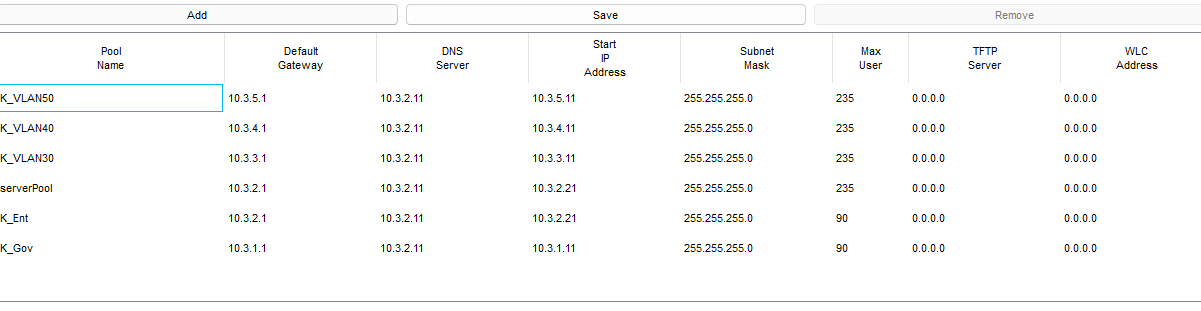 Add Save Remove
Pool Name Default Gateway DNS Server Start IP Address Subnet Mask Max User TFTP Server WLC Address
K_VLAN50 10.3.5.1 10.3.2.11 10.3.5.11 255.255.255.0 235 0.0.0.0 0.0.0.0
K_VLAN40 10.3.4.1 10.3.2.11 10.3.4.11 255.255.255.0 235 0.0.0.0 0.0.0.0
K_VLAN30 10.3.3.1 10.3.2.11 10.3.3.11 255.255.255.0 235 0.0.0.0 0.0.0.0
serverPool 10.3.2.1 10.3.2.11 10.3.2.21 255.255.255.0 235 0.0.0.0 0.0.0.0
K_Ent 10.3.2.1 10.3.2.11 10.3.2.21 255.255.255.0 90 0.0.0.0 0.0.0.0
K_Gov 10.3.1.1 10.3.2.11 10.3.1.11 255.255.255.0 90 0.0.0.0 0.0.0.0